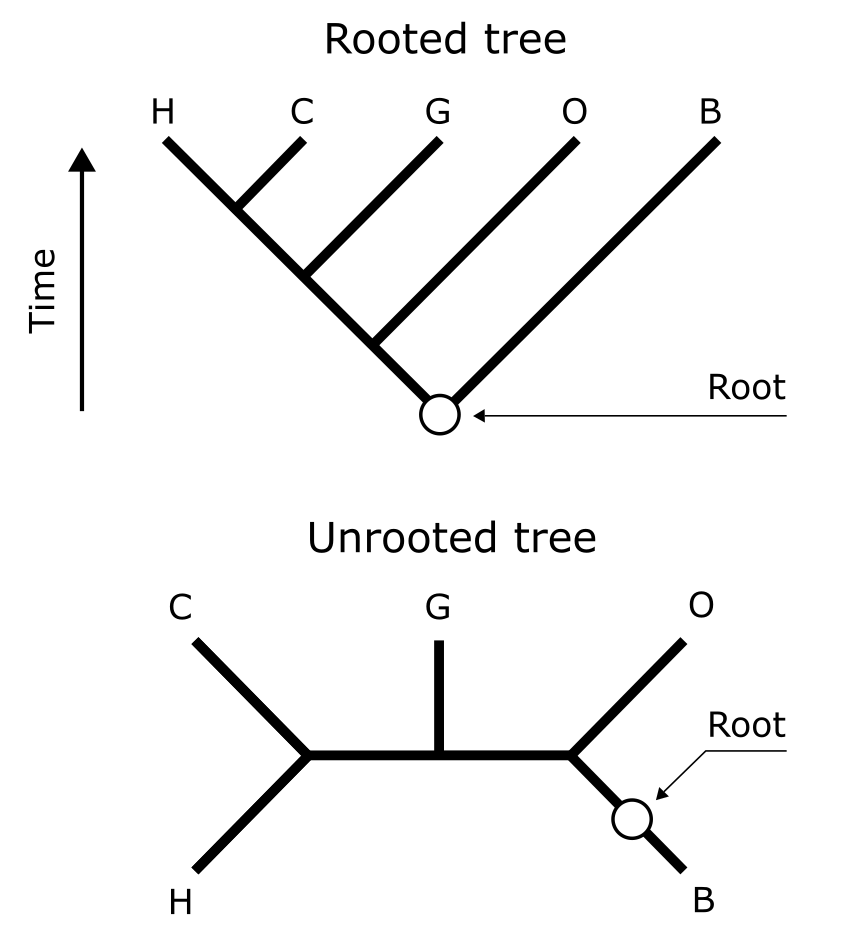 Rooted tree
H C G O B
Time
Root
Unrooted tree
C G O
Root
H B